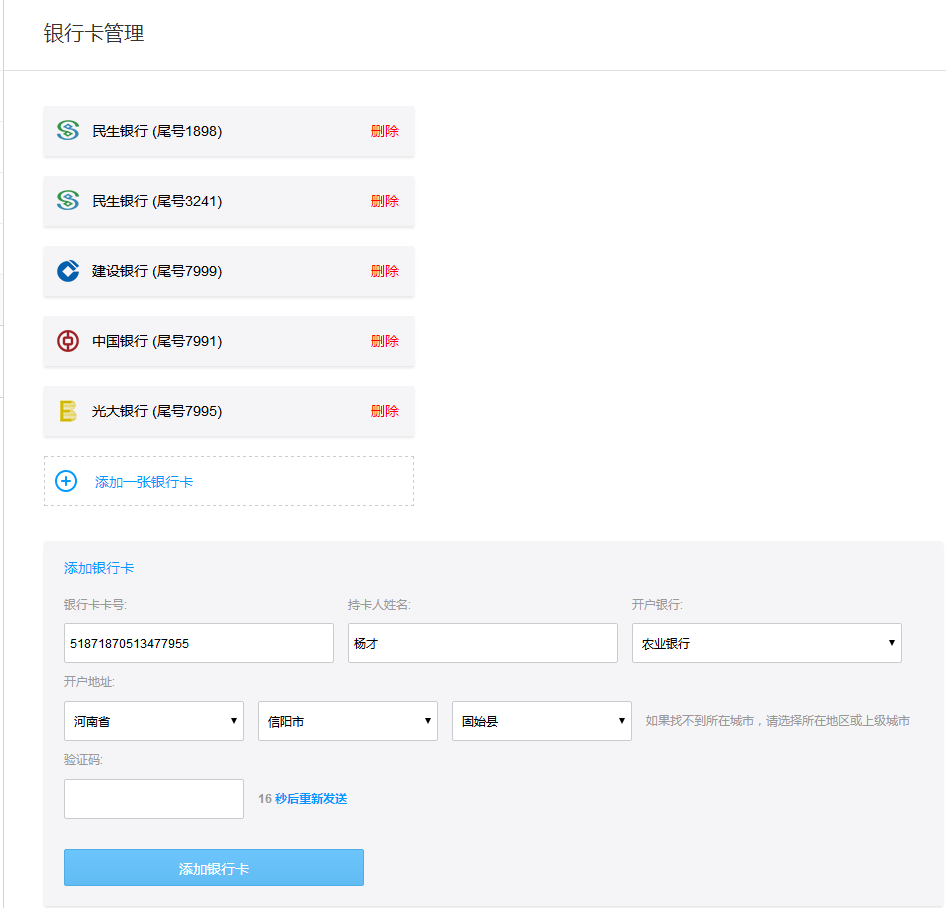 银行卡管理
民生银行 (尾号1898) 删除
民生银行 (尾号3241) 删除
建设银行 (尾号7999) 删除
中国银行 (尾号7991) 删除
光大银行 (尾号7995) 删除
添加一张银行卡
添加银行卡
银行卡卡号: 持卡人姓名: 开户银行:
51871870513477955 杨才 农业银行
开户地址:
河南省 信阳市 固始县 如果找不到所在城市，请选择所在地区或上级城市
验证码:
16 秒后重新发送
添加银行卡